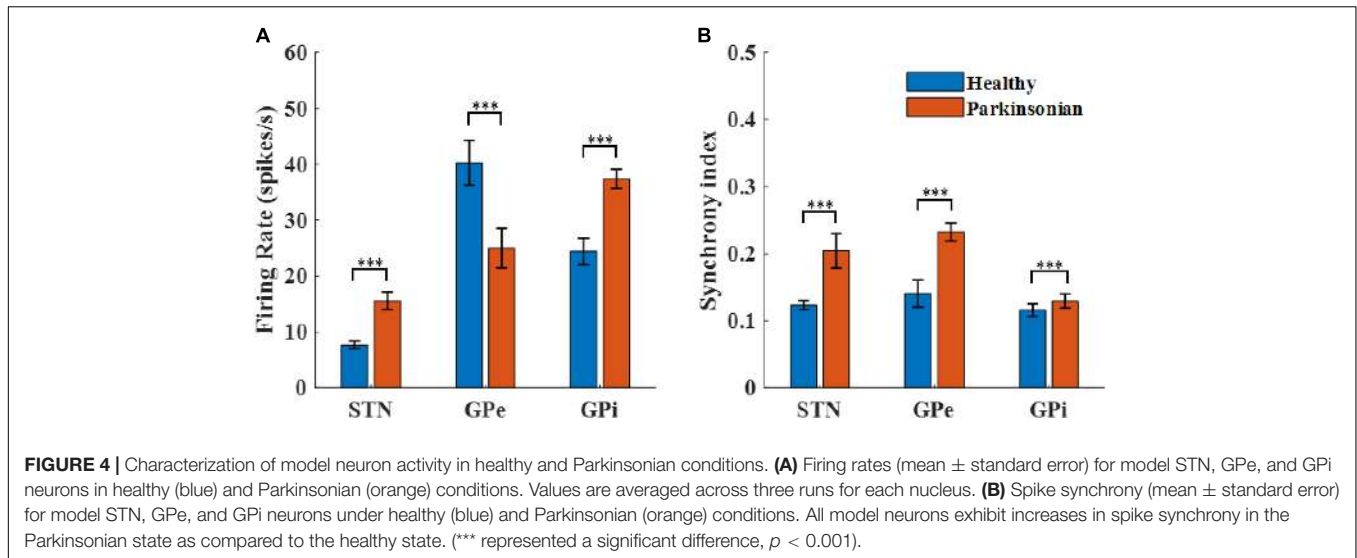 A
60
50
40
30
20
10
0
Firing Rate (spikes/s)
***
***
***
STN
GPe
GPi
B
0.5
0.4
0.3
0.2
0.1
0
Synchrony index
Healthy
Parkinsonian
***
***
***
STN
GPe
GPi
FIGURE 4 | Characterization of model neuron activity in healthy and Parkinsonian conditions. (A) Firing rates (mean ± standard error) for model STN, GPe, and GPi
neurons in healthy (blue) and Parkinsonian (orange) conditions. Values are averaged across three runs for each nucleus. (B) Spike synchrony (mean ± standard error)
for model STN, GPe, and GPi neurons under healthy (blue) and Parkinsonian (orange) conditions. All model neurons exhibit increases in spike synchrony in the
Parkinsonian state as compared to the healthy state. (*** represented a significant difference, p < 0.001).